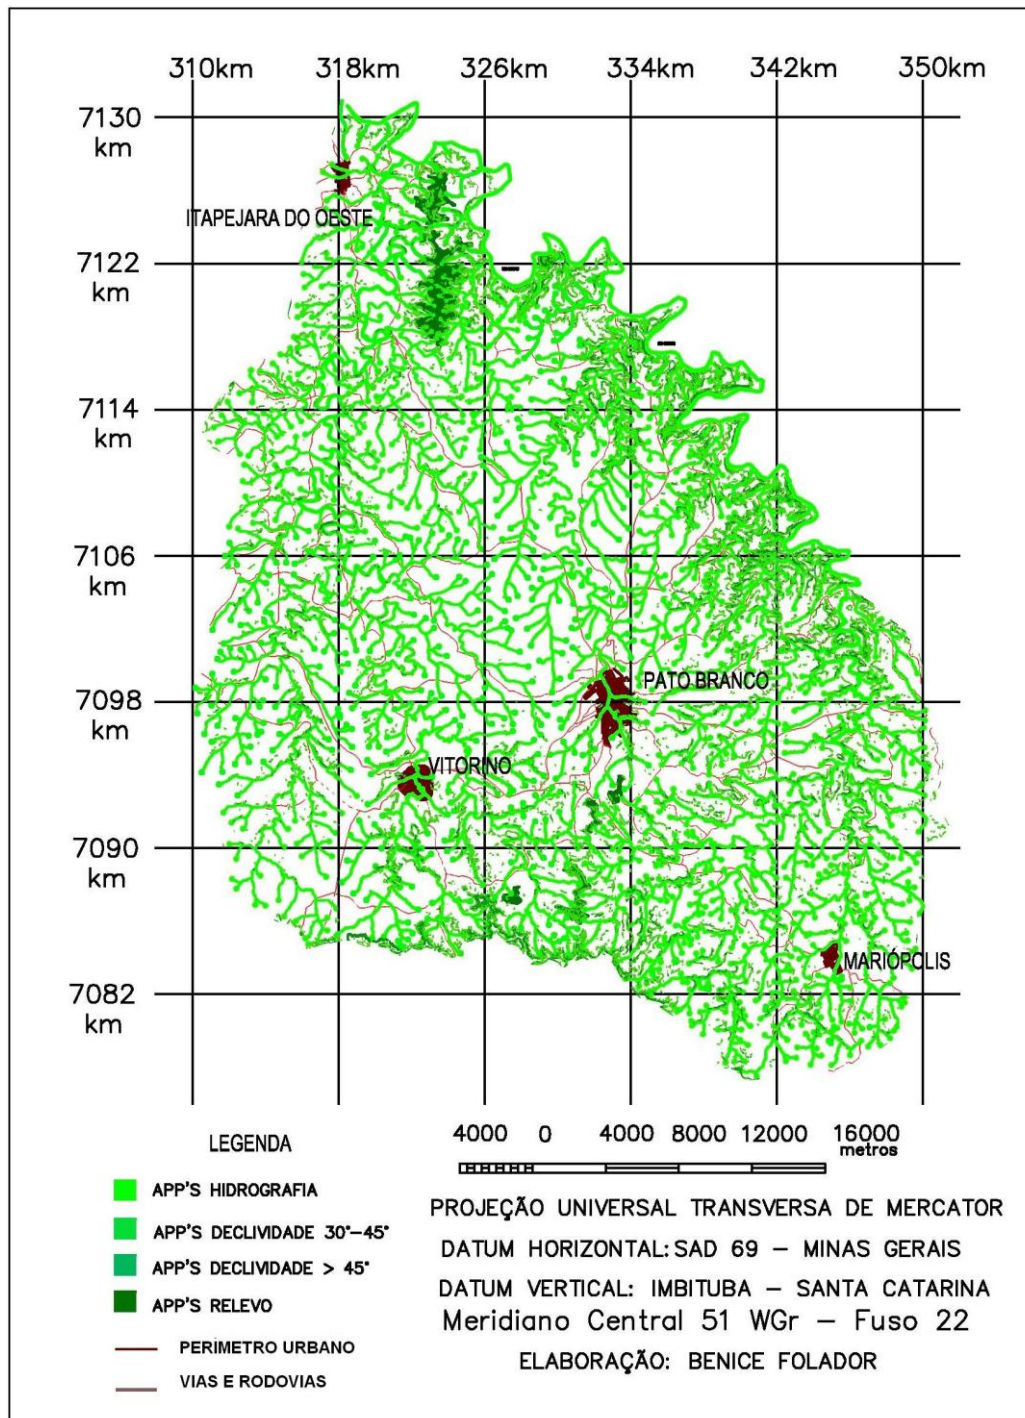 310km 318km 326km 334km 342km 350km
7130
km
ITAPEJARA DO OESTE
7122
km
7114
km
7106
km
PATO BRANCO
7098
km
VITORINO
7090
km
MARIÓPOLIS
7082
km
LEGENDA
APP'S HIDROGRAFIA
APP'S DECLIVIDADE 30°-45°
APP'S DECLIVIDADE > 45°
APP'S RELEVO
PERÍMETRO URBANO
VIAS E RODOVIAS
4000 0 4000 8000 12000 16000
metros
PROJEÇÃO UNIVERSAL TRANSVERSA DE MERCATOR
DATUM HORIZONTAL: SAD 69 – MINAS GERAIS
DATUM VERTICAL: IMBITUBA – SANTA CATARINA
Meridiano Central 51 WGr – Fuso 22
ELABORAÇÃO: BENICE FOLADOR